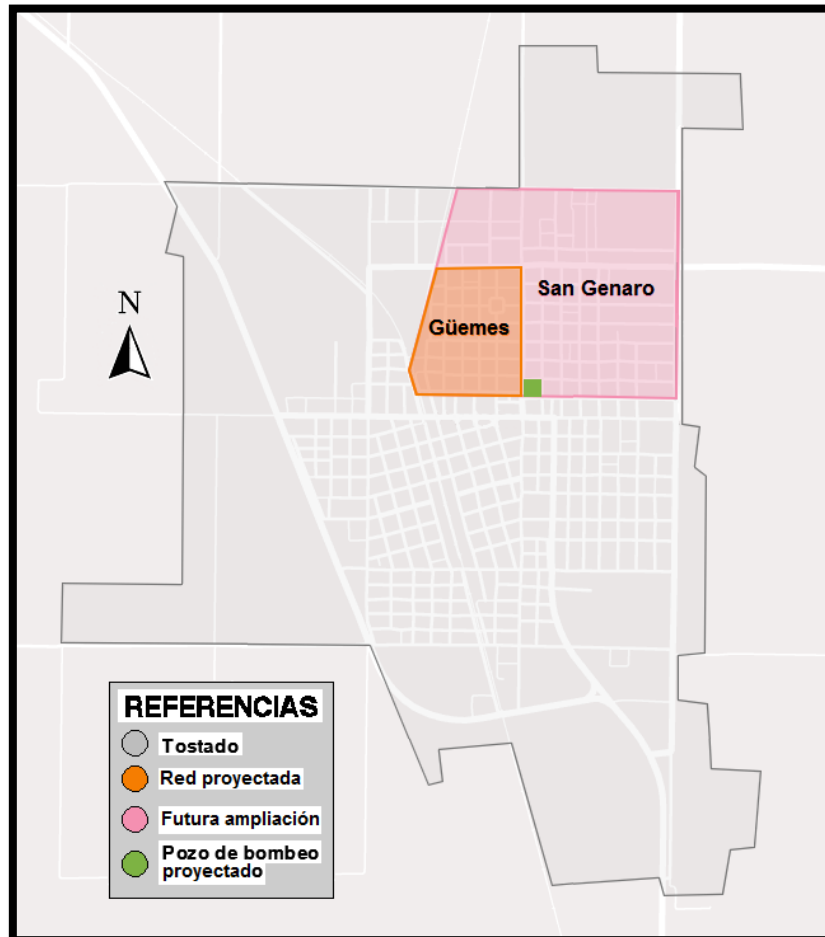 San Genaro
Güemes
N
REFERENCIAS
Tostado
Red proyectada
Futura ampliación
Pozo de bombeo
proyectado